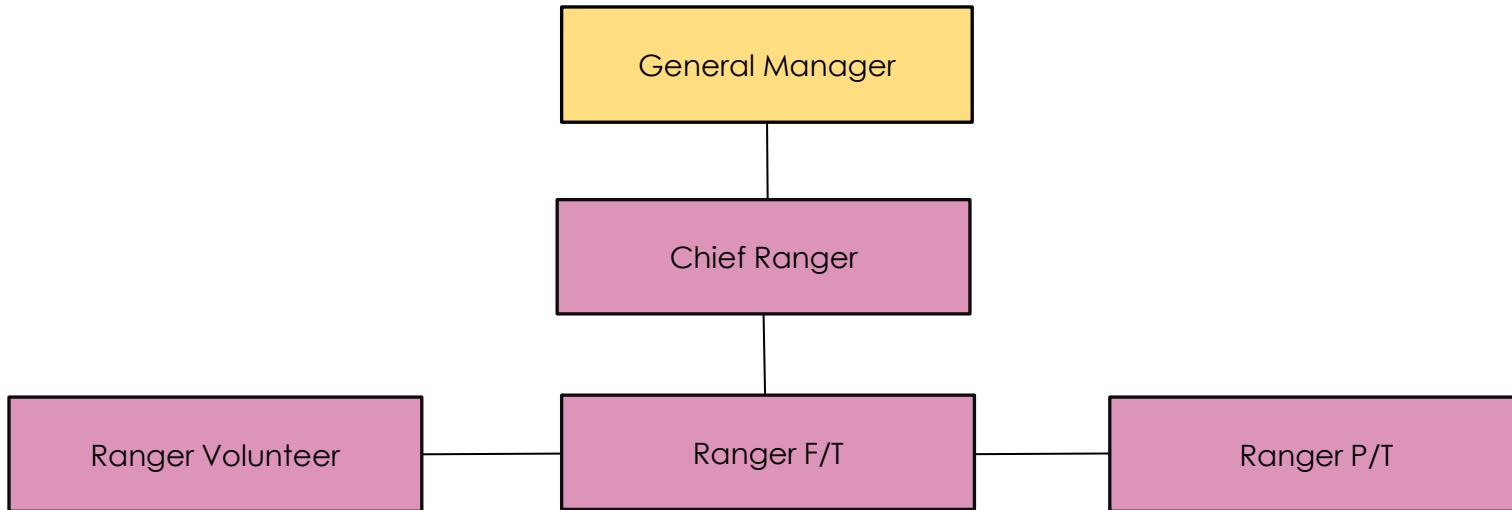 General Manager
Chief Ranger
Ranger Volunteer
Ranger F/T
Ranger P/T